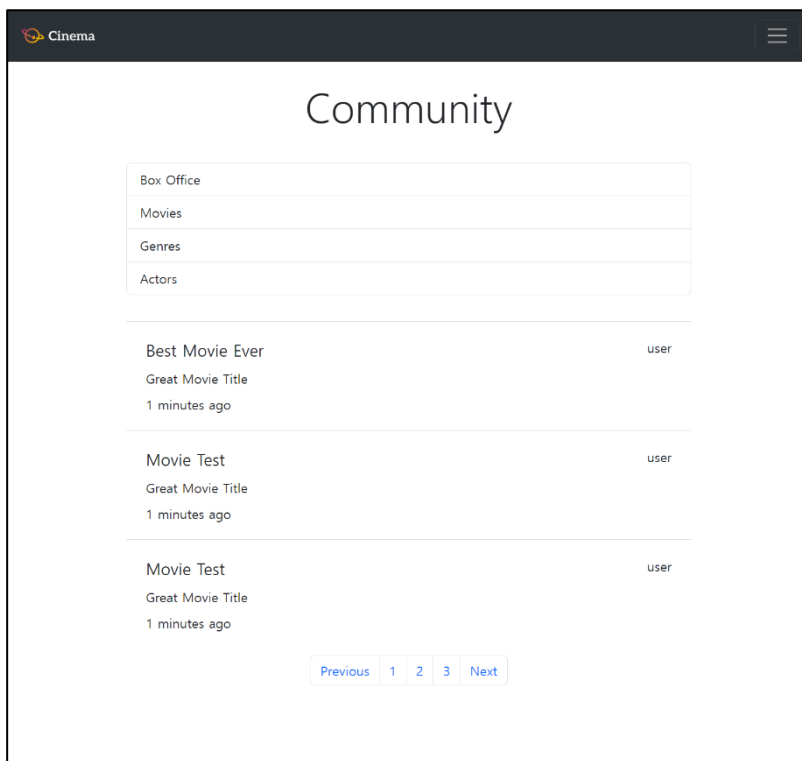 Cinema
Community
Box Office
Movies
Genres
Actors
Best Movie Ever user
Great Movie Title
1 minutes ago
Movie Test user
Great Movie Title
1 minutes ago
Movie Test user
Great Movie Title
1 minutes ago
Previous 1 2 3 Next